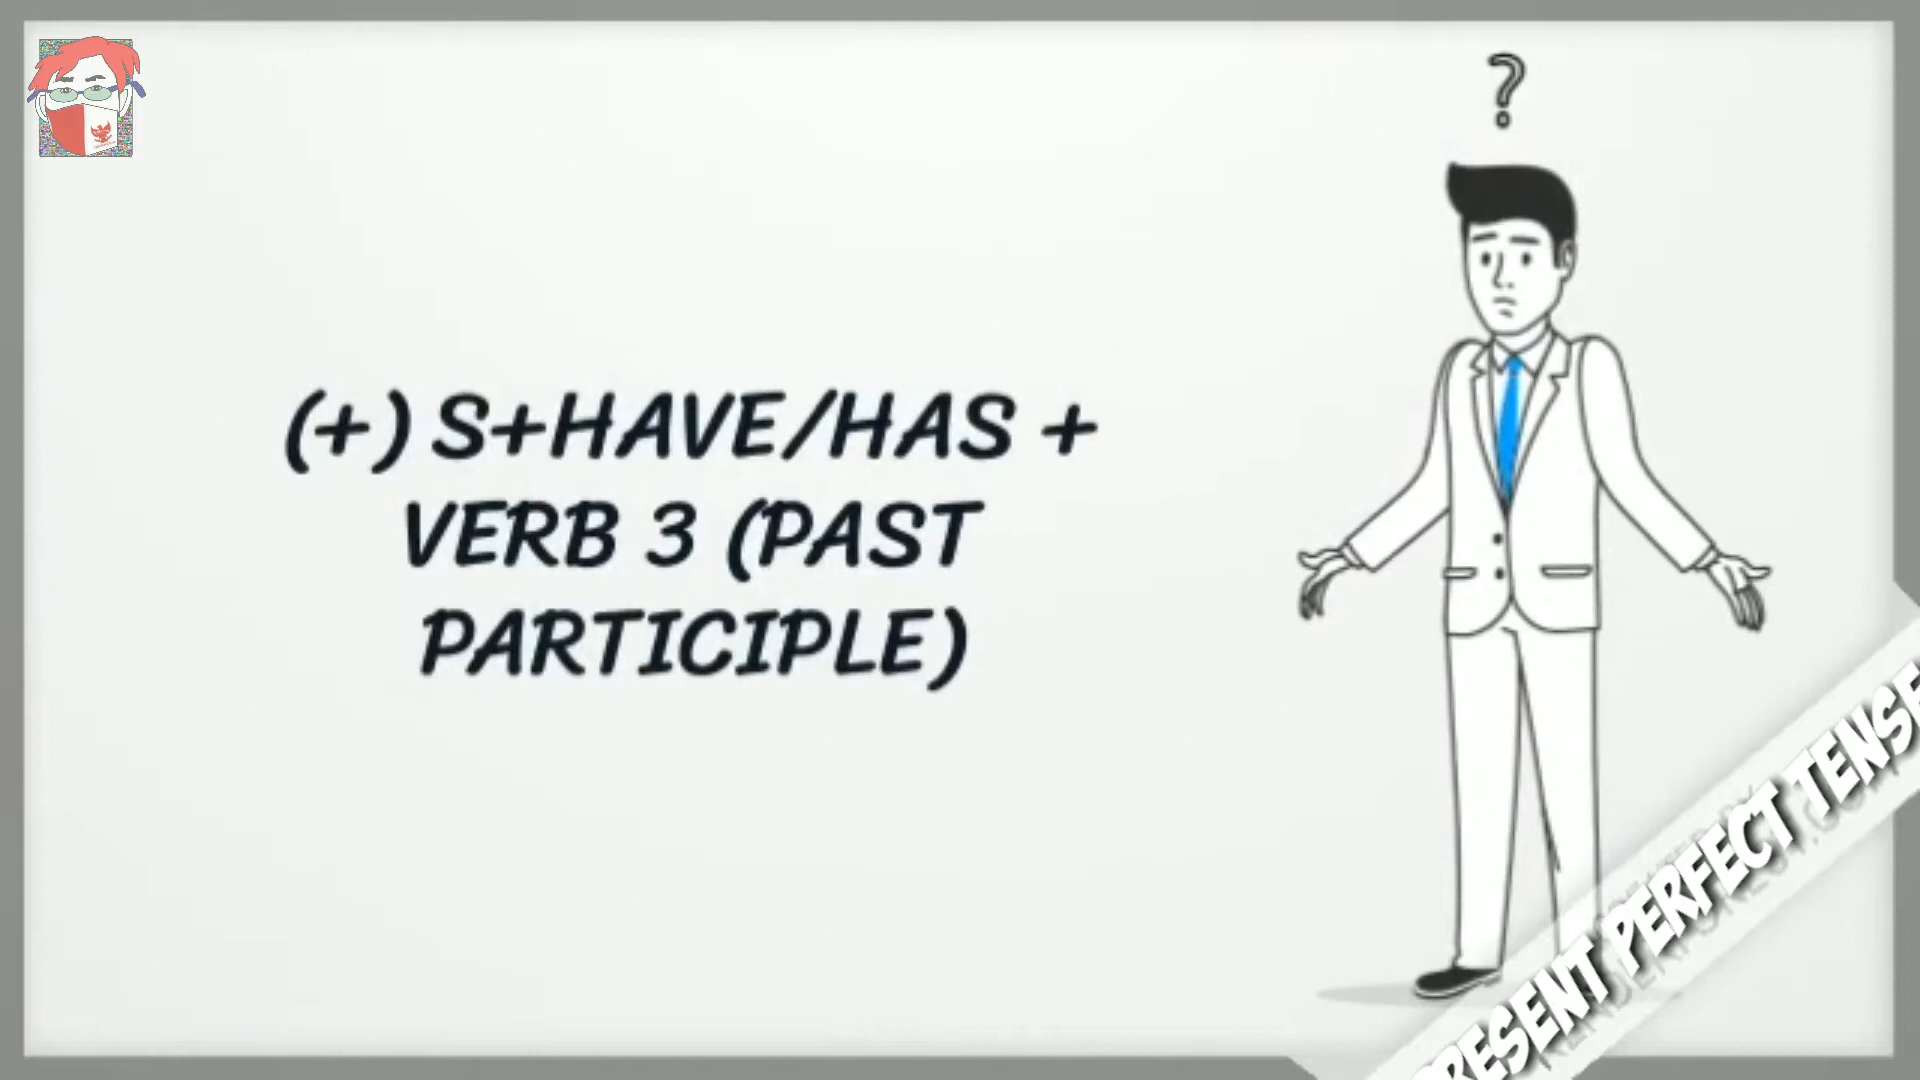 (+) S+HAVE/HAS +
VERB 3 (PAST
PARTICIPLE)
?
PRESENT PERFECT TENSE